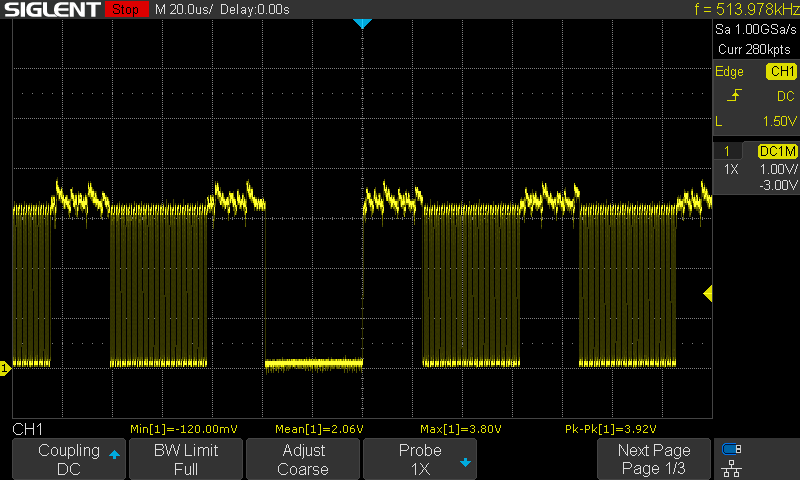 SIGLENT Stop M 20.0us/ Delay:0.00s f = 513.978kHz
Sa 1.00GSa/s
Curr 280kpts
Edge CH1
DC
L 1.50V
1 DC1M
1X 1.00V/
-3.00V
1
CH1 Min[1]=-120.00mV Mean[1]=2.06V Max[1]=3.80V Pk-Pk[1]=3.92V
Coupling BW Limit Adjust Probe Next Page
DC Full Coarse 1X Page 1/3